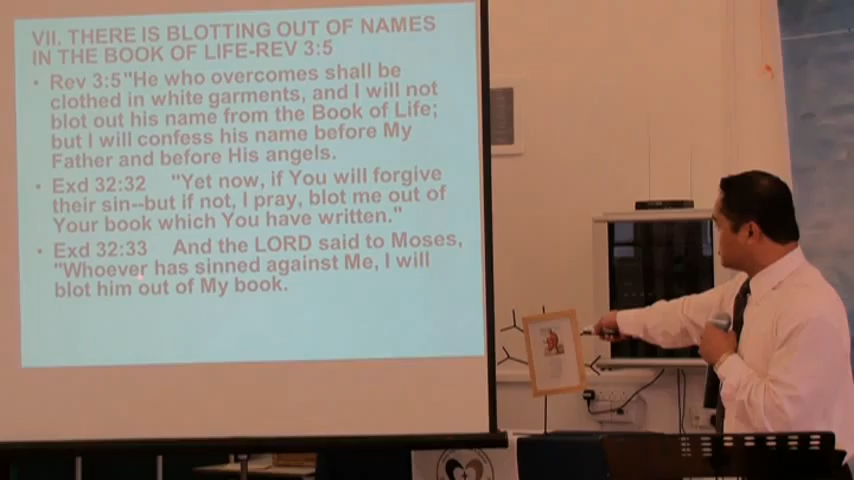 VII. THERE IS BLOTTING OUT OF NAMES
IN THE BOOK OF LIFE-REV 3:5
• Rev 3:5"He who overcomes shall be
clothed in white garments, and I will not
blot out his name from the Book of Life;
but I will confess his name before My
Father and before His angels.
• Exd 32:32 "Yet now, if You will forgive
their sin--but if not, I pray, blot me out of
Your book which You have written."
• Exd 32:33 And the LORD said to Moses,
"Whoever has sinned against Me, I will
blot him out of My book.